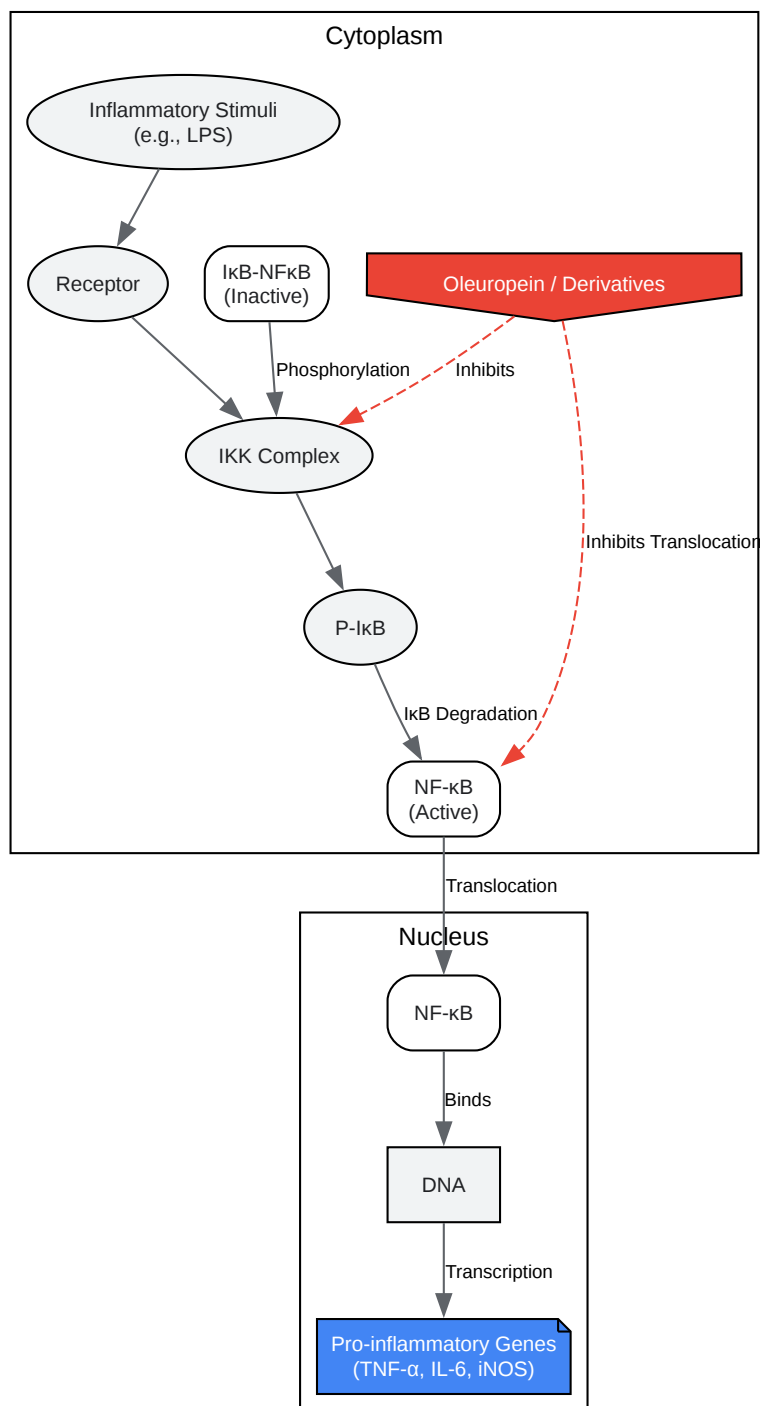 Cytoplasm
Inflammatory Stimuli
(e.g., LPS)
Receptor
IκB-NFκB
(Inactive)
Oleuropein / Derivatives
Phosphorylation
Inhibits
IKK Complex
Inhibits Translocation
P-IκB
IκB Degradation
NF-κB
(Active)
Translocation
Nucleus
NF-κB
Binds
DNA
Transcription
Pro-inflammatory Genes
(TNF-α, IL-6, iNOS)